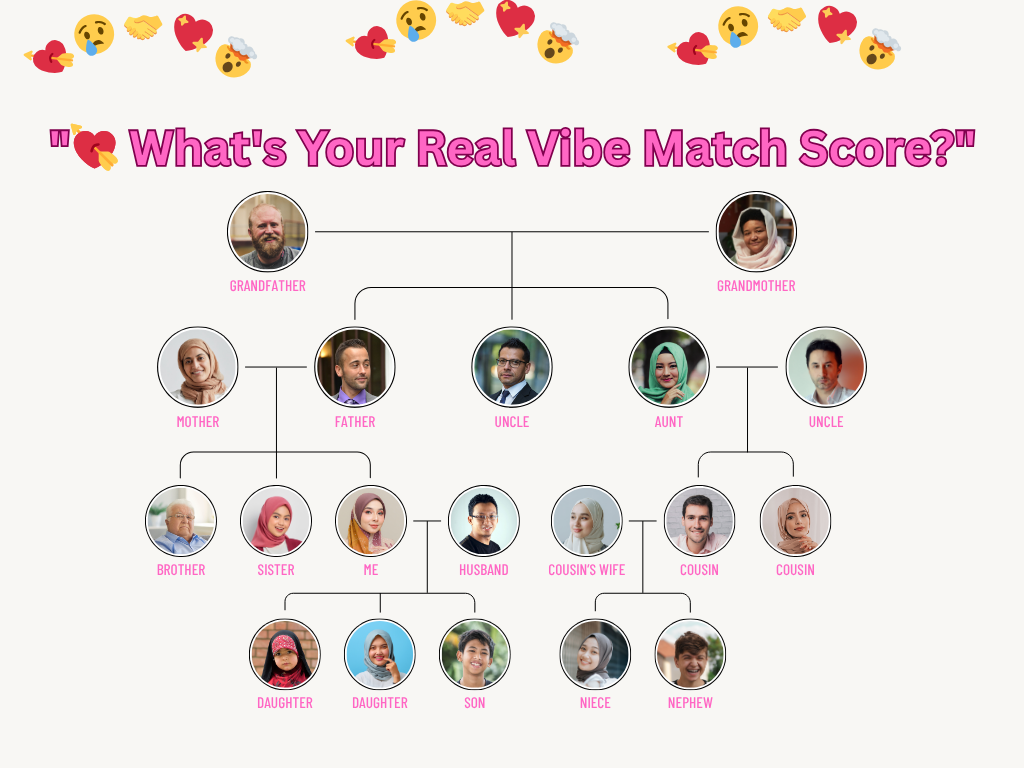 "💘 What's Your Real Vibe Match Score?"
GRANDFATHER
GRANDMOTHER
MOTHER
FATHER
UNCLE
AUNT
UNCLE
BROTHER
SISTER
ME
HUSBAND
COUSIN'S WIFE
COUSIN
COUSIN
DAUGHTER
DAUGHTER
SON
NIECE
NEPHEW